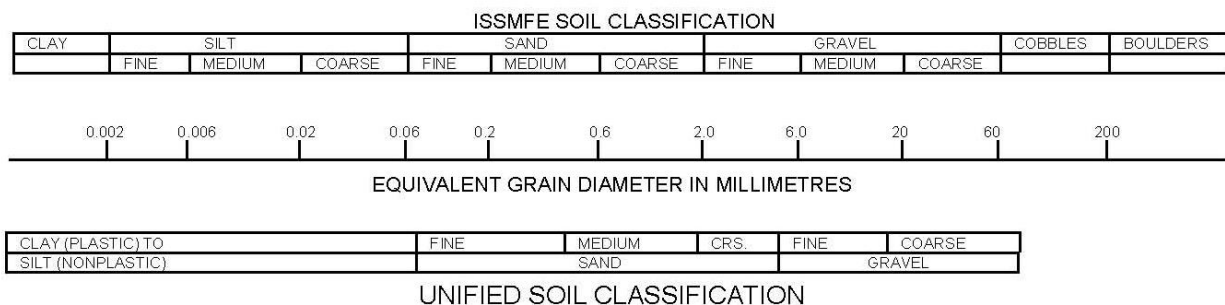 ISSMFE SOIL CLASSIFICATION
CLAY SILT SAND GRAVEL COBBLES BOULDERS
FINE MEDIUM COARSE FINE MEDIUM COARSE FINE MEDIUM COARSE
0.002 0.006 0.02 0.06 0.2 0.6 2.0 6.0 20 60 200
EQUIVALENT GRAIN DIAMETER IN MILLIMETRES
CLAY (PLASTIC) TO FINE MEDIUM CRS. FINE COARSE
SILT (NONPLASTIC) SAND GRAVEL
UNIFIED SOIL CLASSIFICATION